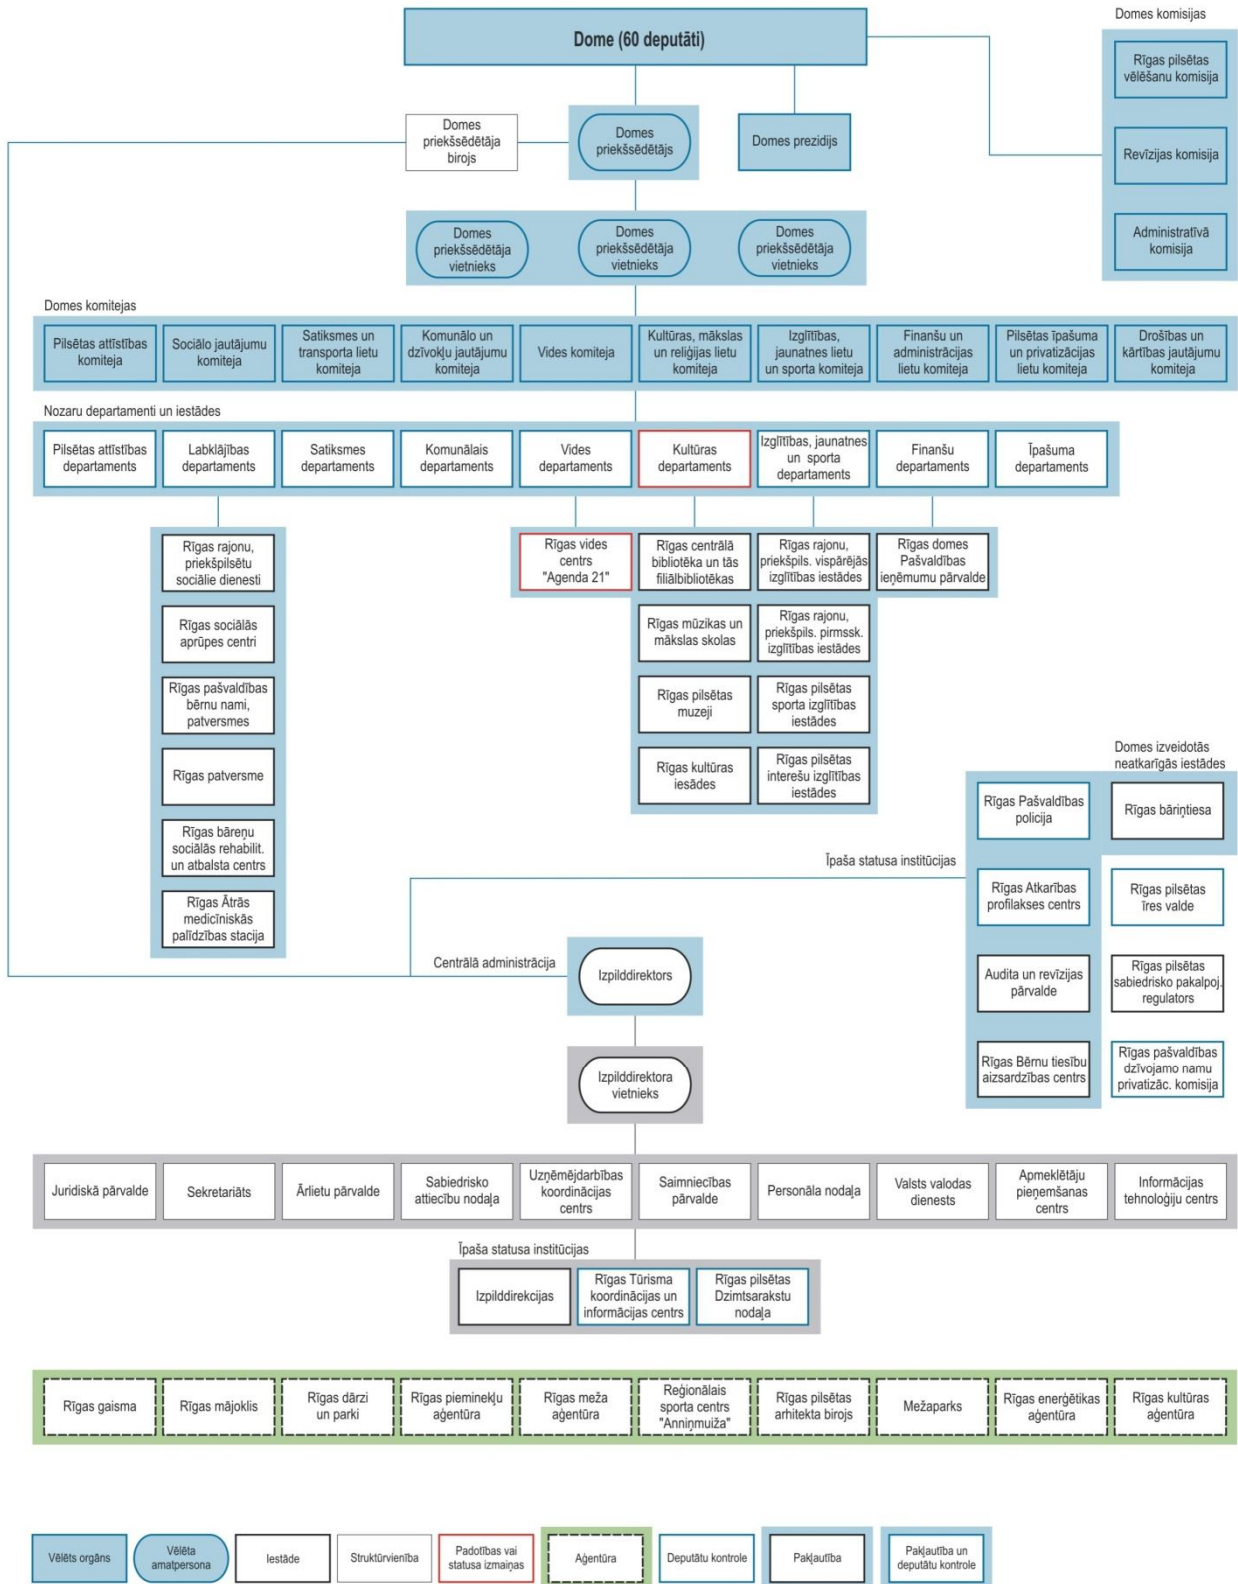 Domes komisijas
Dome (60 deputāti)
Rīgas pilsētas
vēlēšanu komisija
Revīzijas komisija
Administratīvā
komisija
Domes
priekšsēdētāja
birojs
Domes
priekšsēdētājs
Domes prezidijs
Domes
priekšsēdētāja
vietnieks
Domes
priekšsēdētāja
vietnieks
Domes
priekšsēdētāja
vietnieks
Domes komitejas
Pilsētas attīstības
komiteja
Sociālo jautājumu
komiteja
Satiksmes un
transporta lietu
komiteja
Komunālo un
dzīvokļu jautājumu
komiteja
Vides komiteja
Kultūras, mākslas
un reliģijas lietu
komiteja
Izglītības,
jaunatnes lietu
un sporta komiteja
Finanšu un
administrācijas
lietu komiteja
Pilsētas īpašuma
un privatizācijas
lietu komiteja
Drošības un
kārtības jautājumu
komiteja
Nozaru departamenti un iestādes
Pilsētas attīstības
departaments
Labklājības
departaments
Satiksmes
departaments
Komunālais
departaments
Vides
departaments
Kultūras
departaments
Izglītības, jaunatnes
un sporta
departaments
Finanšu
departaments
Īpašuma
departaments
Rīgas rajonu,
priekšpilsētu
sociālie dienesti
Rīgas sociālās
aprūpes centri
Rīgas pašvaldības
bērnu nami,
patversmes
Rīgas patversme
Rīgas bāreņu
sociālās rehabilit.
un atbalsta centrs
Rīgas Ātrās
medicīniskās
palīdzības stacija
Rīgas vides
centrs
"Agenda 21"
Rīgas centrālā
bibliotēka un tās
filiālbibliotēkas
Rīgas mūzikas un
mākslas skolas
Rīgas pilsētas
muzeji
Rīgas kultūras
iesādes
Rīgas rajonu,
priekšpils. vispārējās
izglītības iestādes
Rīgas rajonu,
priekšpils. pirmssk.
izglītības iestādes
Rīgas pilsētas
sporta izglītības
iestādes
Rīgas pilsētas
interešu izglītības
iestādes
Rīgas domes
Pašvaldības
ieņēmumu pārvalde
Domes izveidotās
neatkarīgās iestādes
Rīgas Pašvaldības
policija
Rīgas bāriņtiesa
Īpaša statusa institūcijas
Rīgas Atkarības
profilakses centrs
Rīgas pilsētas
īres valde
Audita un revīzijas
pārvalde
Rīgas pilsētas
sabiedrisko pakalpoj.
regulators
Rīgas Bērnu tiesību
aizsardzības centrs
Rīgas pašvaldības
dzīvojamo namu
privatizāc. komisija
Centrālā administrācija
Izpilddirektors
Izpilddirektora
vietnieks
Juridiskā pārvalde
Sekretariāts
Ārlietu pārvalde
Sabiedrisko
attiecību nodaļa
Uzņēmējdarbības
koordinācijas
centrs
Saimniecības
pārvalde
Personāla nodaļa
Valsts valodas
dienests
Apmeklētāju
pieņemšanas
centrs
Informācijas
tehnoloģiju centrs
Īpaša statusa institūcijas
Izpilddirekcijas
Rīgas Tūrisma
koordinācijas un
informācijas centrs
Rīgas pilsētas
Dzimtsarakstu
nodaļa
Rīgas gaisma
Rīgas mājoklis
Rīgas dārzi
un parki
Rīgas pieminekļu
aģentūra
Rīgas meža
aģentūra
Reģionālais
sporta centrs
"Anniņmuiža"
Rīgas pilsētas
arhitekta birojs
Mežaparks
Rīgas enerģētikas
aģentūra
Rīgas kultūras
aģentūra
Vēlēts orgāns
Vēlēta
amatpersona
Iestāde
Struktūrvienība
Padotības vai
statusa izmaiņas
Aģentūra
Deputātu kontrole
Pakļautība
Pakļautība un
deputātu kontrole